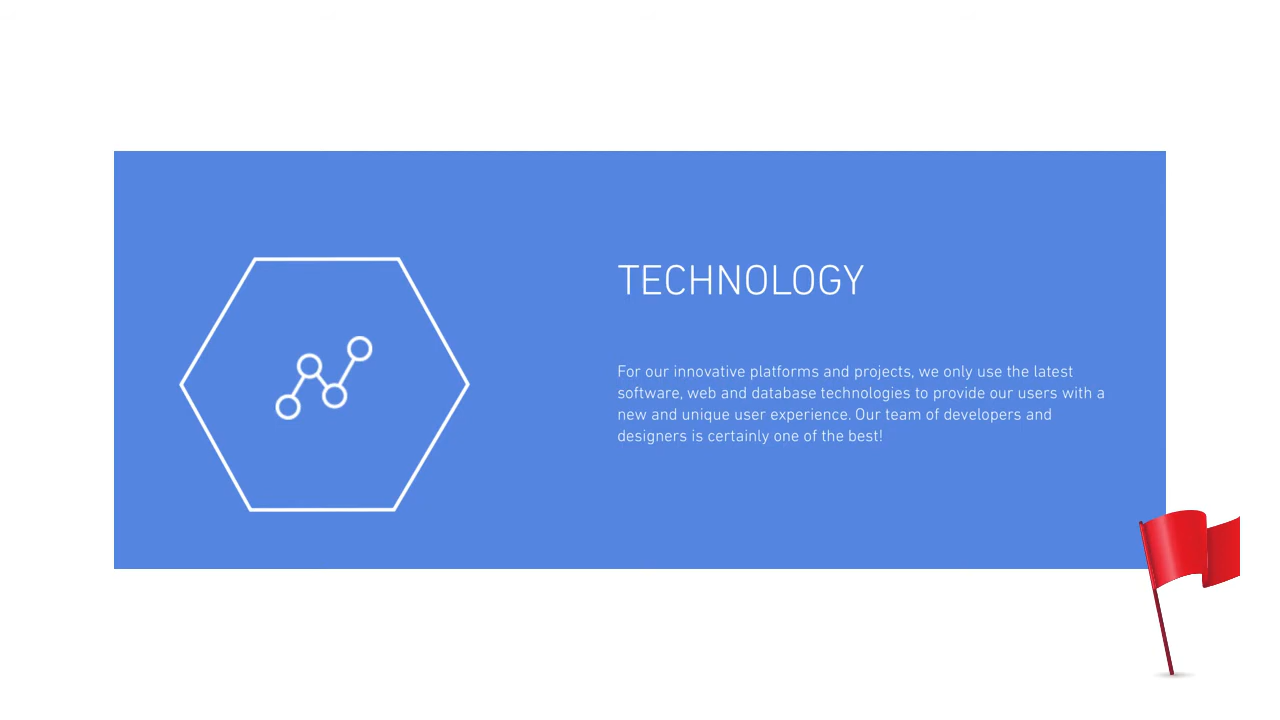 TECHNOLOGY
For our innovative platforms and projects, we only use the latest
software, web and database technologies to provide our users with a
new and unique user experience. Our team of developers and
designers is certainly one of the best!